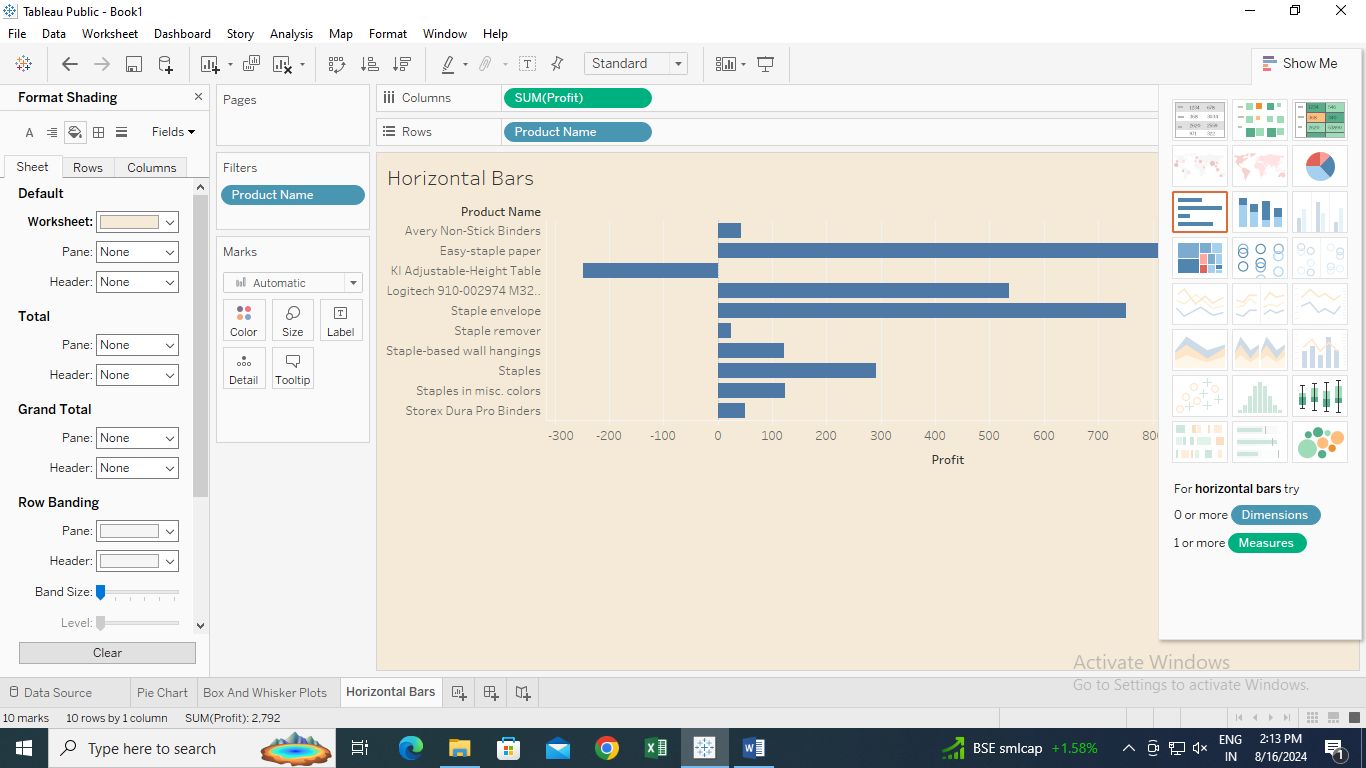 Tableau Public - Book1
File Data Worksheet Dashboard Story Analysis Map Format Window Help
Standard
Show Me
Format Shading
Fields
Sheet Rows Columns
Default
Worksheet:
Pane: None
Header: None
Total
Pane: None
Header: None
Grand Total
Pane: None
Header: None
Row Banding
Pane:
Header:
Band Size:
Level:
Clear
Pages
Filters
Product Name
Marks
Automatic
Color Size Label
Detail Tooltip
Columns SUM(Profit)
Rows Product Name
Horizontal Bars
Product Name
Avery Non-Stick Binders
Easy-staple paper
KI Adjustable-Height Table
Logitech 910-002974 M32..
Staple envelope
Staple remover
Staple-based wall hangings
Staples
Staples in misc. colors
Storex Dura Pro Binders
-300 -200 -100 0 100 200 300 400 500 600 700 80
Profit
For horizontal bars try
0 or more Dimensions
1 or more Measures
Activate Windows
Go to Settings to activate Windows.
Data Source Pie Chart Box And Whisker Plots Horizontal Bars
10 marks 10 rows by 1 column SUM(Profit): 2,792
Type here to search
BSE smlcap +1.58%
ENG
IN
2:13 PM
8/16/2024
1